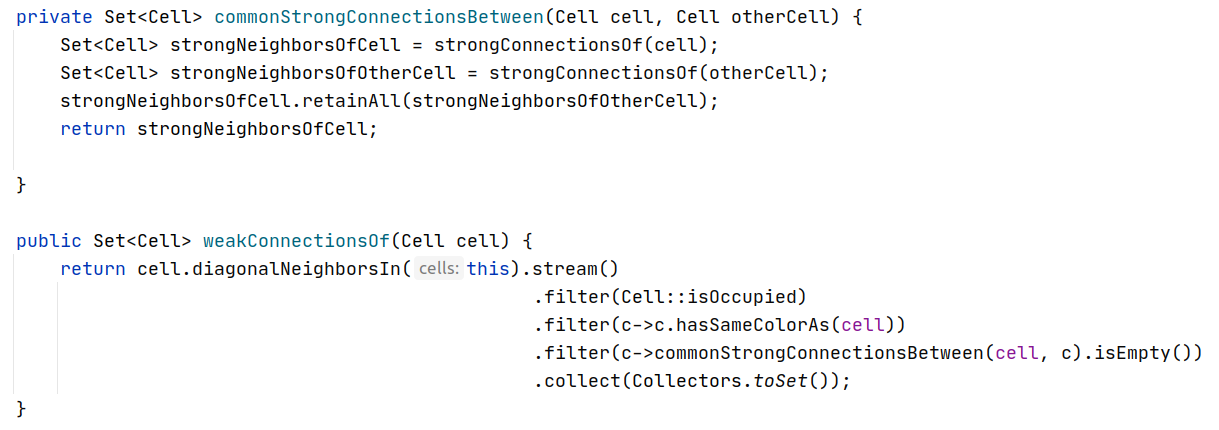 private Set<Cell> commonStrongConnectionsBetween(Cell cell, Cell otherCell) {
    Set<Cell> strongNeighborsOfCell = strongConnectionsOf(cell);
    Set<Cell> strongNeighborsOfOtherCell = strongConnectionsOf(otherCell);
    strongNeighborsOfCell.retainAll(strongNeighborsOfOtherCell);
    return strongNeighborsOfCell;
}
public Set<Cell> weakConnectionsOf(Cell cell) {
    return cell.diagonalNeighborsIn( cells: this).stream()
                                               .filter(Cell::isOccupied)
                                               .filter(c->c.hasSameColorAs(cell))
                                               .filter(c->commonStrongConnectionsBetween(cell, c).isEmpty())
                                               .collect(Collectors.toSet());
}